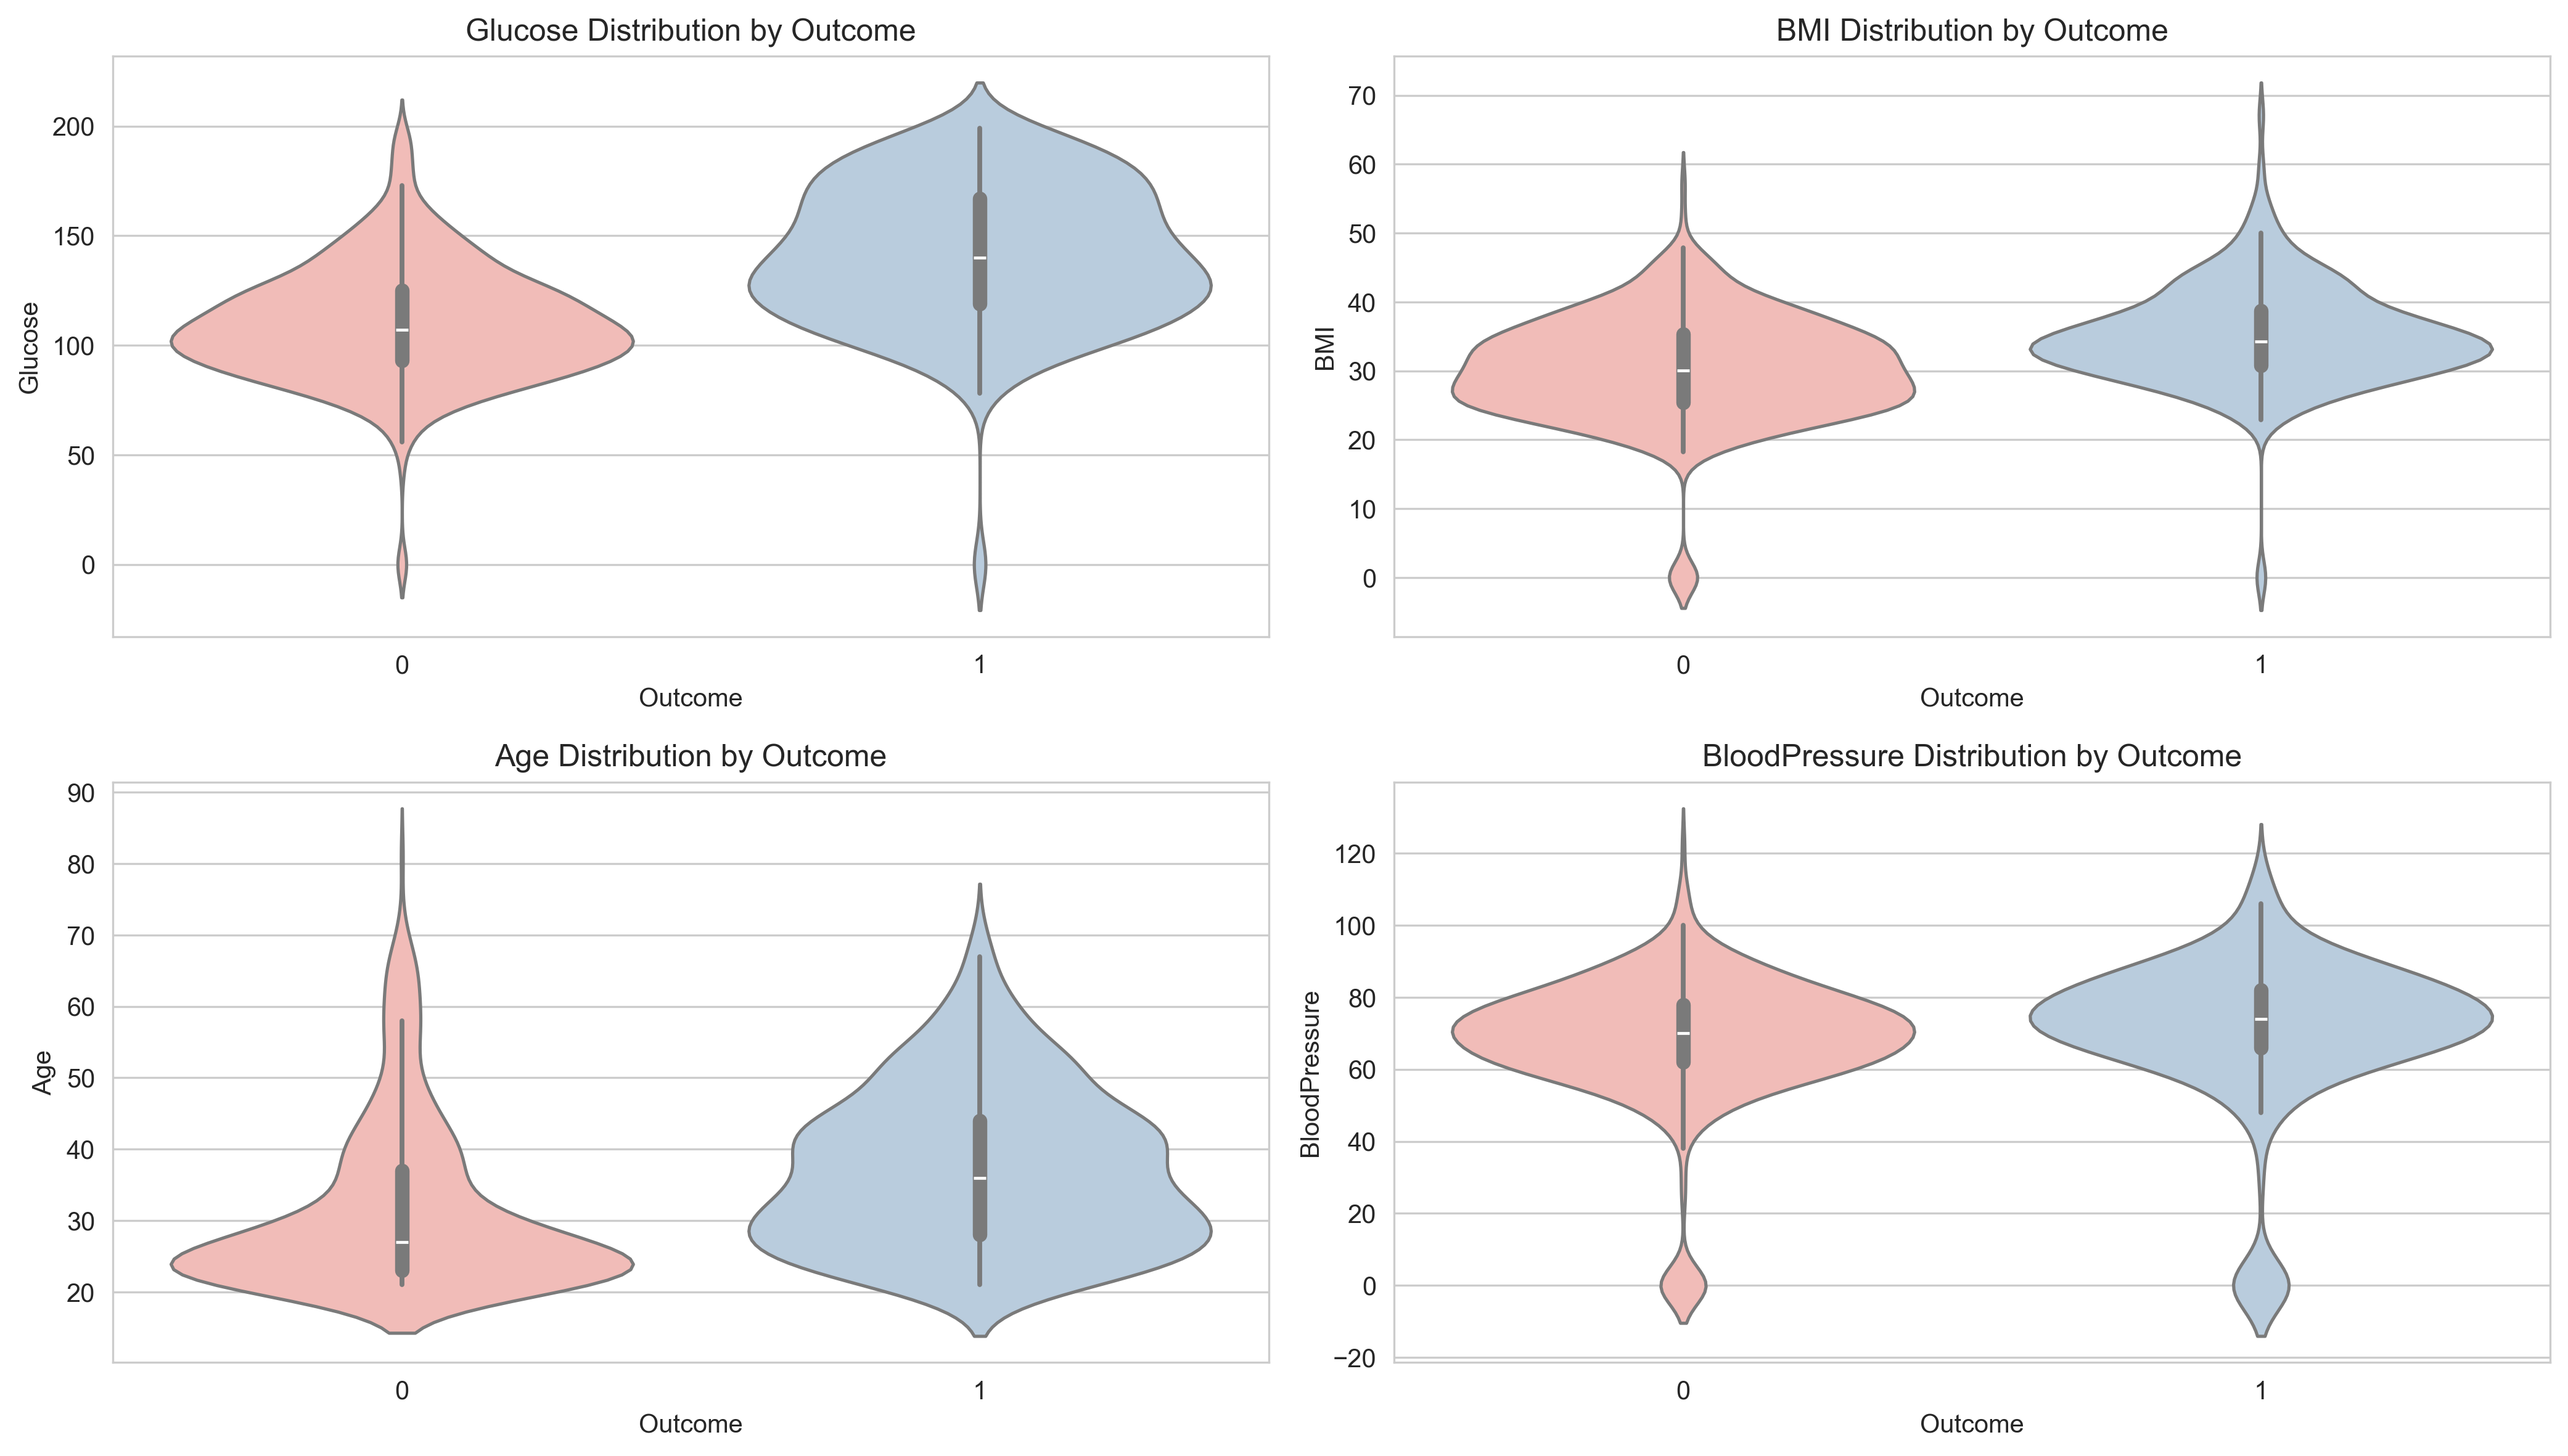 Glucose Distribution by Outcome
Glucose
200
150
100
50
0
0 1
Outcome
BMI Distribution by Outcome
BMI
70
60
50
40
30
20
10
0
0 1
Outcome
Age Distribution by Outcome
Age
90
80
70
60
50
40
30
20
0 1
Outcome
BloodPressure Distribution by Outcome
BloodPressure
120
100
80
60
40
20
0
−20
0 1
Outcome